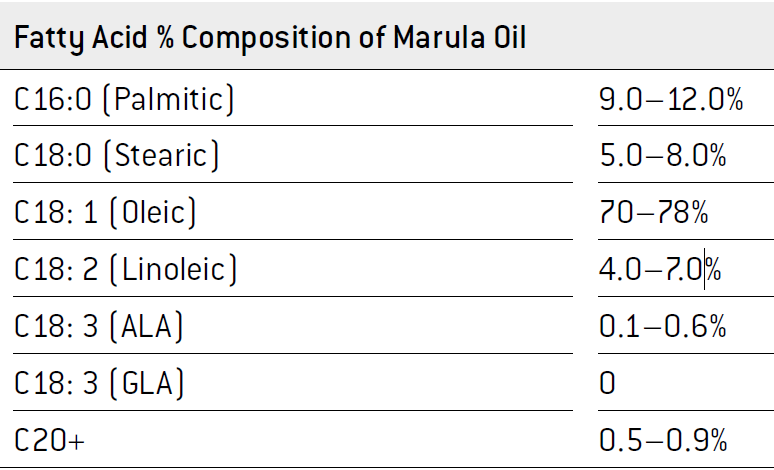 Fatty Acid % Composition of Marula Oil
C16:0 (Palmitic) 9.0–12.0%
C18:0 (Stearic) 5.0–8.0%
C18: 1 (Oleic) 70–78%
C18: 2 (Linoleic) 4.0–7.0%
C18: 3 (ALA) 0.1–0.6%
C18: 3 (GLA) 0
C20+ 0.5–0.9%